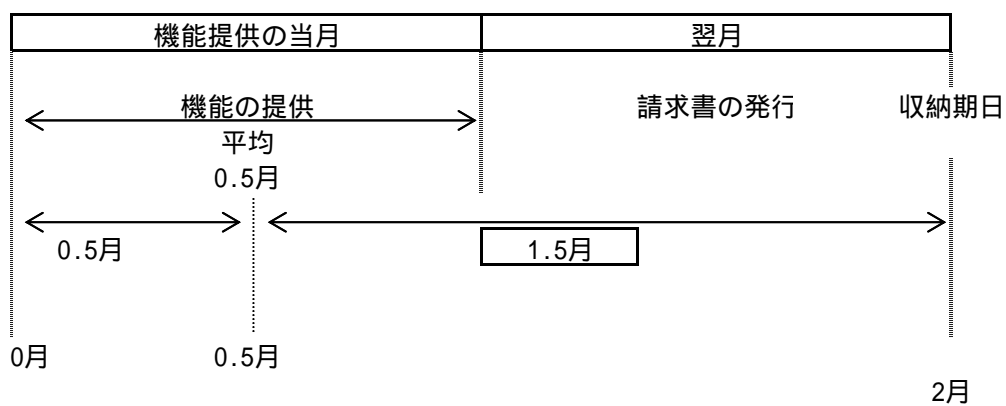 機能提供の当月 翌月
機能の提供 請求書の発行 収納期日
平均
0.5月
0.5月 1.5月
0月 0.5月
2月